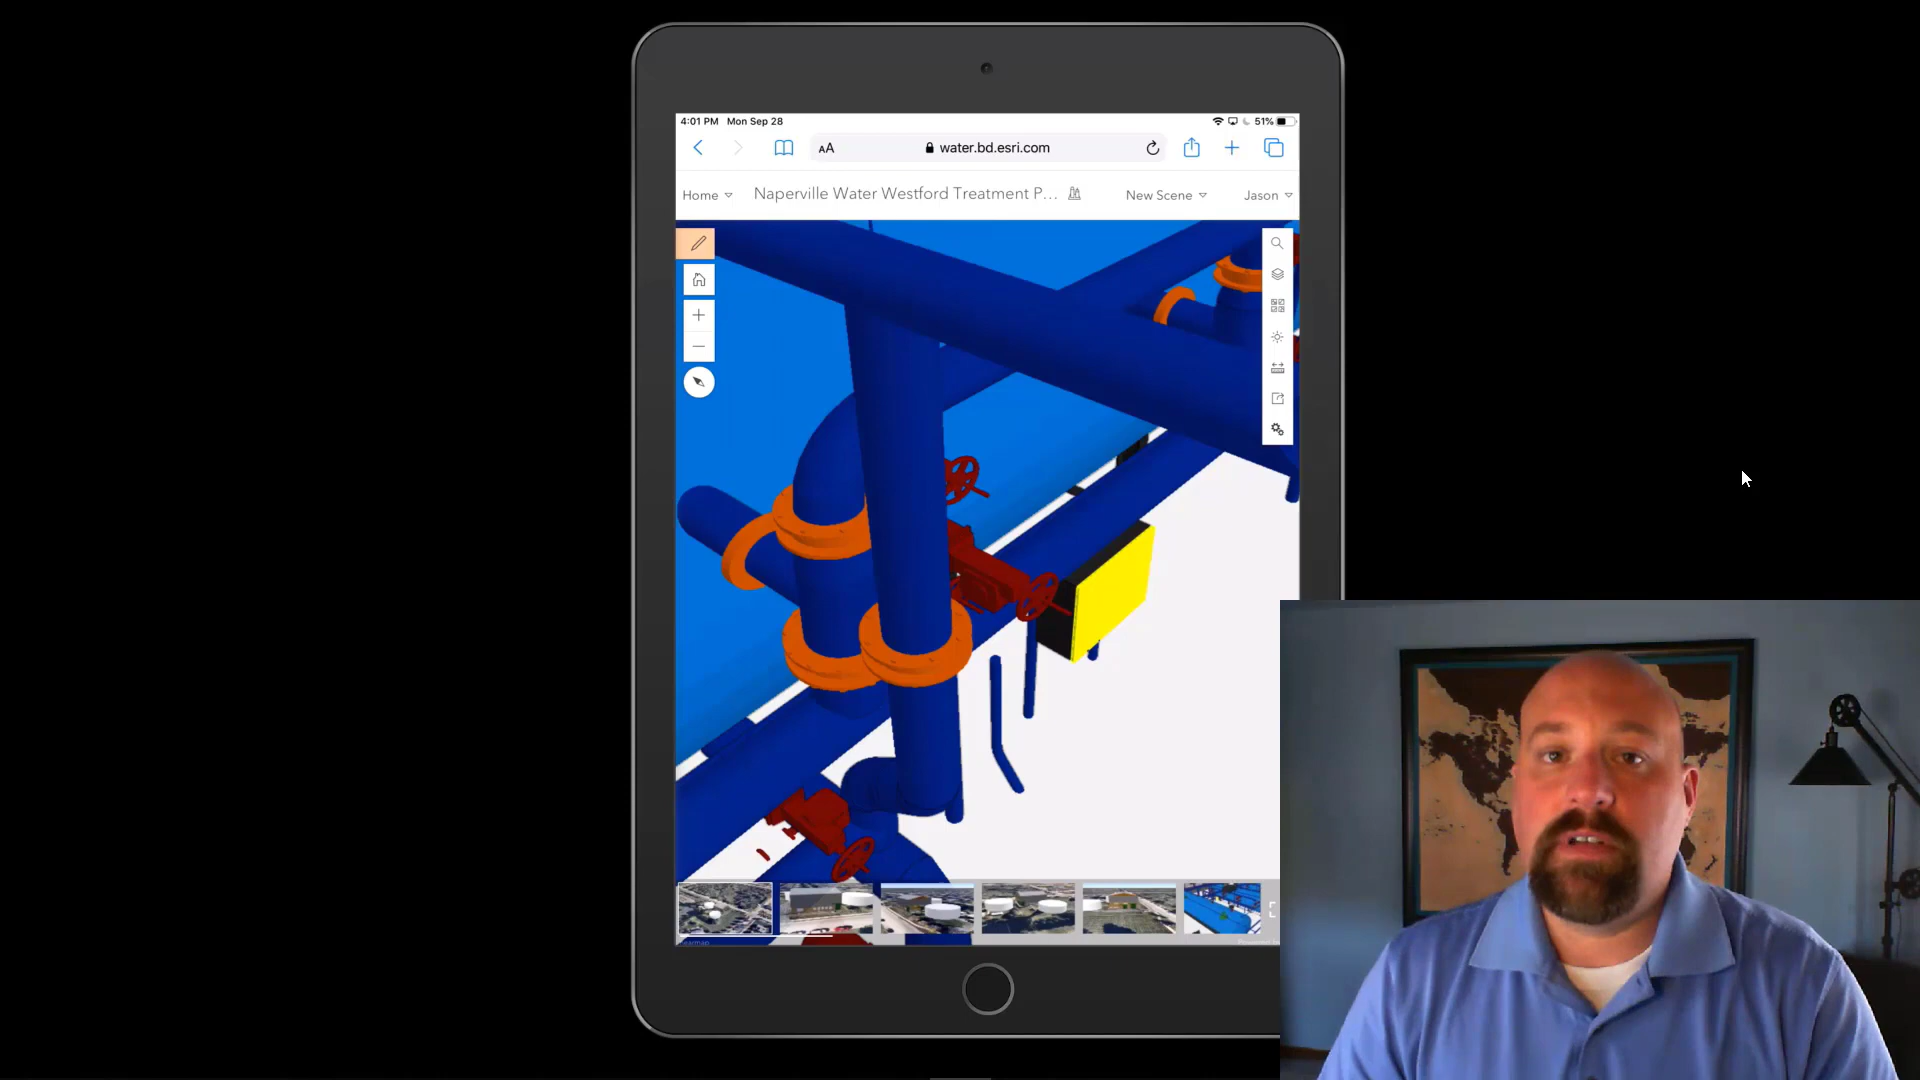 4:01 PM Mon Sep 28 51%
AA water.bd.esri.com
Home Naperville Water Westford Treatment P... New Scene Jason